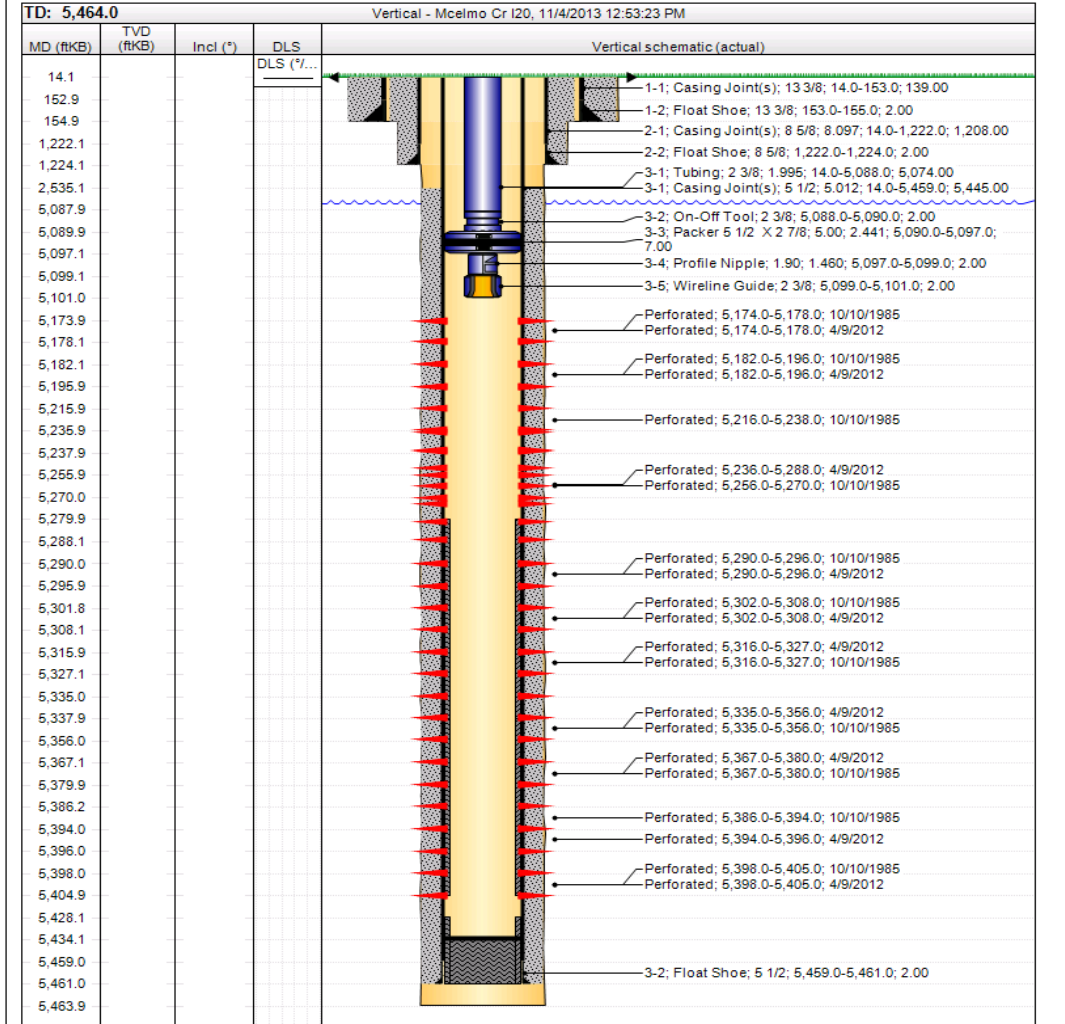 TD: 5,464.0
Vertical - Mcelmo Cr I20, 11/4/2013 12:53:23 PM
MD (ftKB)
TVD (ftKB)
Incl (°)
DLS
Vertical schematic (actual)
DLS (°/...
14.1
152.9
154.9
1,222.1
1,224.1
2,535.1
5,087.9
5,089.9
5,097.1
5,099.1
5,101.0
5,173.9
5,178.1
5,182.1
5,195.9
5,215.9
5,235.9
5,237.9
5,255.9
5,270.0
5,279.9
5,288.1
5,290.0
5,295.9
5,301.8
5,308.1
5,315.9
5,327.1
5,335.0
5,337.9
5,356.0
5,367.1
5,379.9
5,386.2
5,394.0
5,396.0
5,398.0
5,404.9
5,428.1
5,434.1
5,459.0
5,461.0
5,463.9
1-1; Casing Joint(s); 13 3/8; 14.0-153.0; 139.00
1-2; Float Shoe; 13 3/8; 153.0-155.0; 2.00
2-1; Casing Joint(s); 8 5/8; 8.097; 14.0-1,222.0; 1,208.00
2-2; Float Shoe; 8 5/8; 1,222.0-1,224.0; 2.00
3-1; Tubing; 2 3/8; 1.995; 14.0-5,088.0; 5,074.00
3-1; Casing Joint(s); 5 1/2; 5.012; 14.0-5,459.0; 5,445.00
3-2; On-Off Tool; 2 3/8; 5,088.0-5,090.0; 2.00
3-3; Packer 5 1/2 X 2 7/8; 5.00; 2.441; 5,090.0-5,097.0;
7.00
3-4; Profile Nipple; 1.90; 1.460; 5,097.0-5,099.0; 2.00
3-5; Wireline Guide; 2 3/8; 5,099.0-5,101.0; 2.00
Perforated; 5,174.0-5,178.0; 10/10/1985
Perforated; 5,174.0-5,178.0; 4/9/2012
Perforated; 5,182.0-5,196.0; 10/10/1985
Perforated; 5,182.0-5,196.0; 4/9/2012
Perforated; 5,216.0-5,238.0; 10/10/1985
Perforated; 5,236.0-5,288.0; 4/9/2012
Perforated; 5,256.0-5,270.0; 10/10/1985
Perforated; 5,290.0-5,296.0; 10/10/1985
Perforated; 5,290.0-5,296.0; 4/9/2012
Perforated; 5,302.0-5,308.0; 10/10/1985
Perforated; 5,302.0-5,308.0; 4/9/2012
Perforated; 5,316.0-5,327.0; 4/9/2012
Perforated; 5,316.0-5,327.0; 10/10/1985
Perforated; 5,335.0-5,356.0; 4/9/2012
Perforated; 5,335.0-5,356.0; 10/10/1985
Perforated; 5,367.0-5,380.0; 4/9/2012
Perforated; 5,367.0-5,380.0; 10/10/1985
Perforated; 5,386.0-5,394.0; 10/10/1985
Perforated; 5,394.0-5,396.0; 4/9/2012
Perforated; 5,398.0-5,405.0; 10/10/1985
Perforated; 5,398.0-5,405.0; 4/9/2012
3-2; Float Shoe; 5 1/2; 5,459.0-5,461.0; 2.00